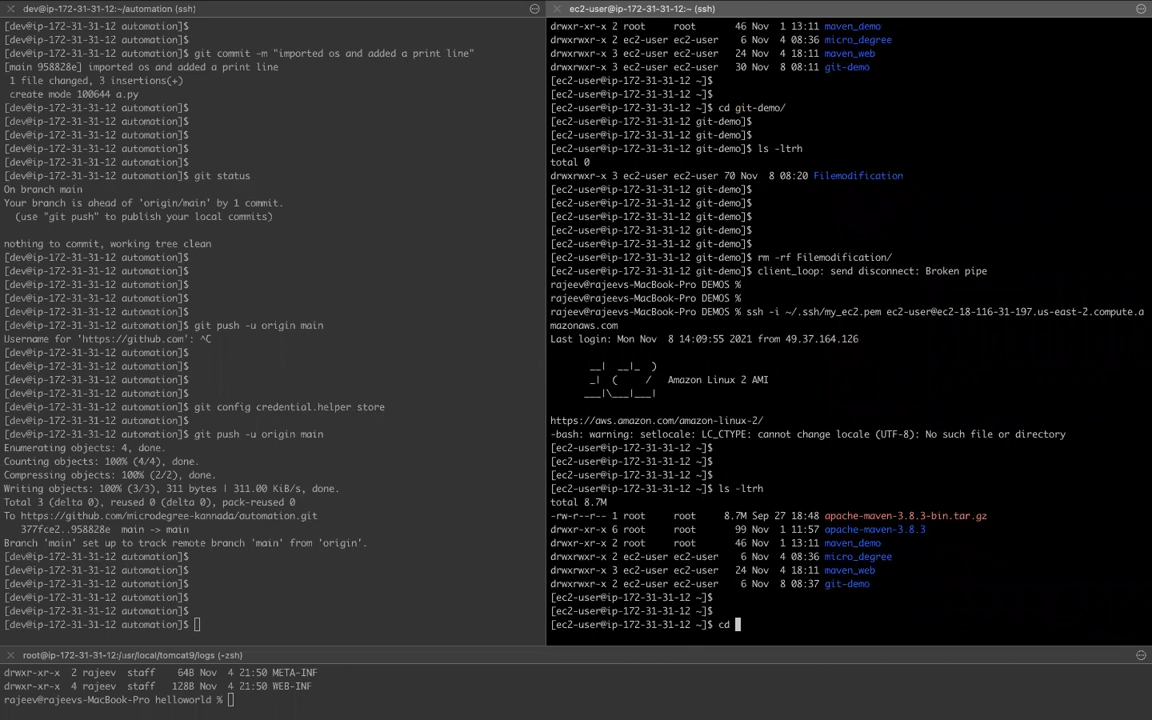 dev@ip-172-31-31-12:~/automation (ssh)
[dev@ip-172-31-31-12 automation]$
[dev@ip-172-31-31-12 automation]$
[dev@ip-172-31-31-12 automation]$ git commit -m "imported os and added a print line"
[main 958828e] imported os and added a print line
1 file changed, 3 insertions(+)
create mode 100644 a.py
[dev@ip-172-31-31-12 automation]$
[dev@ip-172-31-31-12 automation]$
[dev@ip-172-31-31-12 automation]$
[dev@ip-172-31-31-12 automation]$
[dev@ip-172-31-31-12 automation]$
[dev@ip-172-31-31-12 automation]$ git status
On branch main
Your branch is ahead of 'origin/main' by 1 commit.
(use "git push" to publish your local commits)
nothing to commit, working tree clean
[dev@ip-172-31-31-12 automation]$
[dev@ip-172-31-31-12 automation]$
[dev@ip-172-31-31-12 automation]$
[dev@ip-172-31-31-12 automation]$
[dev@ip-172-31-31-12 automation]$
[dev@ip-172-31-31-12 automation]$ git push -u origin main
Username for 'https://github.com': ^C
[dev@ip-172-31-31-12 automation]$
[dev@ip-172-31-31-12 automation]$
[dev@ip-172-31-31-12 automation]$
[dev@ip-172-31-31-12 automation]$
[dev@ip-172-31-31-12 automation]$ git config credential.helper store
[dev@ip-172-31-31-12 automation]$
[dev@ip-172-31-31-12 automation]$ git push -u origin main
Enumerating objects: 4, done.
Counting objects: 100% (4/4), done.
Compressing objects: 100% (2/2), done.
Writing objects: 100% (3/3), 311 bytes | 311.00 KiB/s, done.
Total 3 (delta 0), reused 0 (delta 0), pack-reused 0
To https://github.com/microdegree-kannada/automation.git
377fce2..958828e  main -> main
Branch 'main' set up to track remote branch 'main' from 'origin'.
[dev@ip-172-31-31-12 automation]$
[dev@ip-172-31-31-12 automation]$
[dev@ip-172-31-31-12 automation]$
[dev@ip-172-31-31-12 automation]$
[dev@ip-172-31-31-12 automation]$
[dev@ip-172-31-31-12 automation]$
ec2-user@ip-172-31-31-12:~ (ssh)
drwxr-xr-x 2 root     root     46 Nov  1 13:11 maven_demo
drwxrwxr-x 2 ec2-user ec2-user  6 Nov  4 08:36 micro_degree
drwxrwxr-x 3 ec2-user ec2-user 24 Nov  4 18:11 maven_web
drwxrwxr-x 3 ec2-user ec2-user 30 Nov  8 08:11 git-demo
[ec2-user@ip-172-31-31-12 ~]$
[ec2-user@ip-172-31-31-12 ~]$
[ec2-user@ip-172-31-31-12 ~]$ cd git-demo/
[ec2-user@ip-172-31-31-12 git-demo]$
[ec2-user@ip-172-31-31-12 git-demo]$
[ec2-user@ip-172-31-31-12 git-demo]$ ls -ltrh
total 0
drwxrwxr-x 3 ec2-user ec2-user 70 Nov  8 08:20 Filemodification
[ec2-user@ip-172-31-31-12 git-demo]$
[ec2-user@ip-172-31-31-12 git-demo]$
[ec2-user@ip-172-31-31-12 git-demo]$
[ec2-user@ip-172-31-31-12 git-demo]$
[ec2-user@ip-172-31-31-12 git-demo]$
[ec2-user@ip-172-31-31-12 git-demo]$ rm -rf Filemodification/
[ec2-user@ip-172-31-31-12 git-demo]$ client_loop: send disconnect: Broken pipe
rajeev@rajeevs-MacBook-Pro DEMOS %
rajeev@rajeevs-MacBook-Pro DEMOS %
rajeev@rajeevs-MacBook-Pro DEMOS % ssh -i ~/.ssh/my_ec2.pem ec2-user@ec2-18-116-31-197.us-east-2.compute.a
mazonaws.com
Last login: Mon Nov  8 14:09:55 2021 from 49.37.164.126
__|  __|_  )
_|  (     /   Amazon Linux 2 AMI
___|\___|___|
https://aws.amazon.com/amazon-linux-2/
-bash: warning: setlocale: LC_CTYPE: cannot change locale (UTF-8): No such file or directory
[ec2-user@ip-172-31-31-12 ~]$
[ec2-user@ip-172-31-31-12 ~]$
[ec2-user@ip-172-31-31-12 ~]$
[ec2-user@ip-172-31-31-12 ~]$ ls -ltrh
total 8.7M
-rw-r--r-- 1 root     root     8.7M Sep 27 18:48 apache-maven-3.8.3-bin.tar.gz
drwxr-xr-x 6 root     root       99 Nov  1 11:57 apache-maven-3.8.3
drwxr-xr-x 2 root     root       46 Nov  1 13:11 maven_demo
drwxrwxr-x 2 ec2-user ec2-user    6 Nov  4 08:36 micro_degree
drwxrwxr-x 3 ec2-user ec2-user   24 Nov  4 18:11 maven_web
drwxrwxr-x 2 ec2-user ec2-user    6 Nov  8 08:37 git-demo
[ec2-user@ip-172-31-31-12 ~]$
[ec2-user@ip-172-31-31-12 ~]$
[ec2-user@ip-172-31-31-12 ~]$ cd
root@ip-172-31-31-12:/usr/local/tomcat9/logs (-zsh)
drwxr-xr-x  2 rajeev  staff    64B Nov  4 21:50 META-INF
drwxr-xr-x  4 rajeev  staff   128B Nov  4 21:50 WEB-INF
rajeev@rajeevs-MacBook-Pro helloworld %